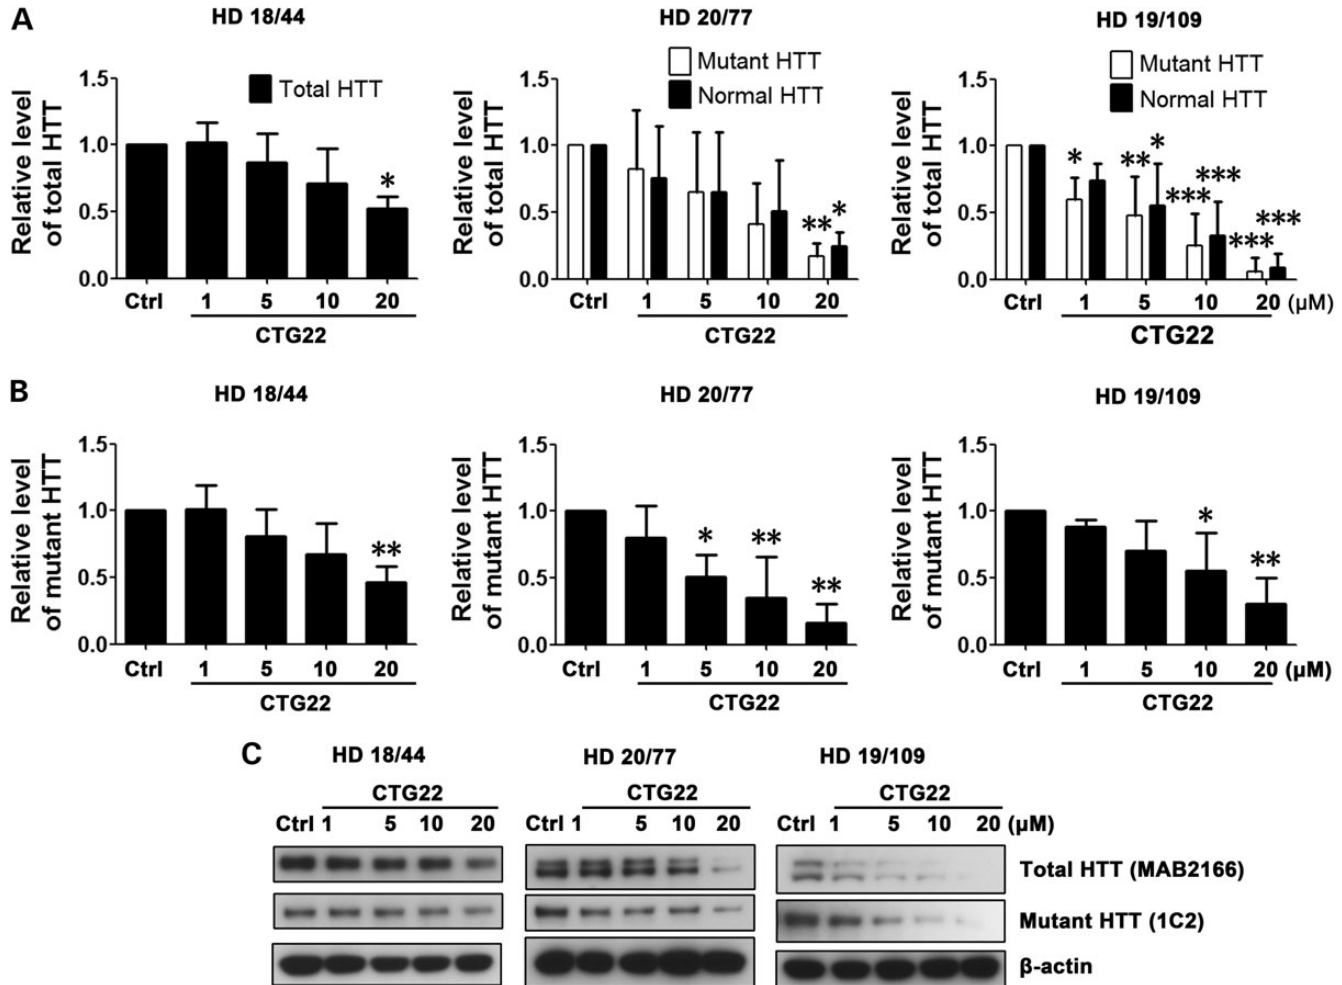 A
HD 18/44
HD 20/77
HD 19/109
Total HTT
Mutant HTT
Normal HTT
Mutant HTT
Normal HTT
Relative level
of total HTT
1.5
1.0
0.5
0.0
*
Ctrl 1 5 10 20
CTG22
Relative level
of total HTT
1.5
1.0
0.5
0.0
** *
Ctrl 1 5 10 20
CTG22
Relative level
of total HTT
1.5
1.0
0.5
0.0
* ** * *** *** *** ***
Ctrl 1 5 10 20 (µM)
CTG22
B
HD 18/44
HD 20/77
HD 19/109
Relative level
of mutant HTT
1.5
1.0
0.5
0.0
**
Ctrl 1 5 10 20
CTG22
Relative level
of mutant HTT
1.5
1.0
0.5
0.0
* ** **
Ctrl 1 5 10 20
CTG22
Relative level
of mutant HTT
1.5
1.0
0.5
0.0
* **
Ctrl 1 5 10 20 (µM)
CTG22
C
HD 18/44
HD 20/77
HD 19/109
CTG22
CTG22
CTG22
Ctrl 1 5 10 20
Ctrl 1 5 10 20
Ctrl 1 5 10 20 (µM)
Total HTT (MAB2166)
Mutant HTT (1C2)
β-actin